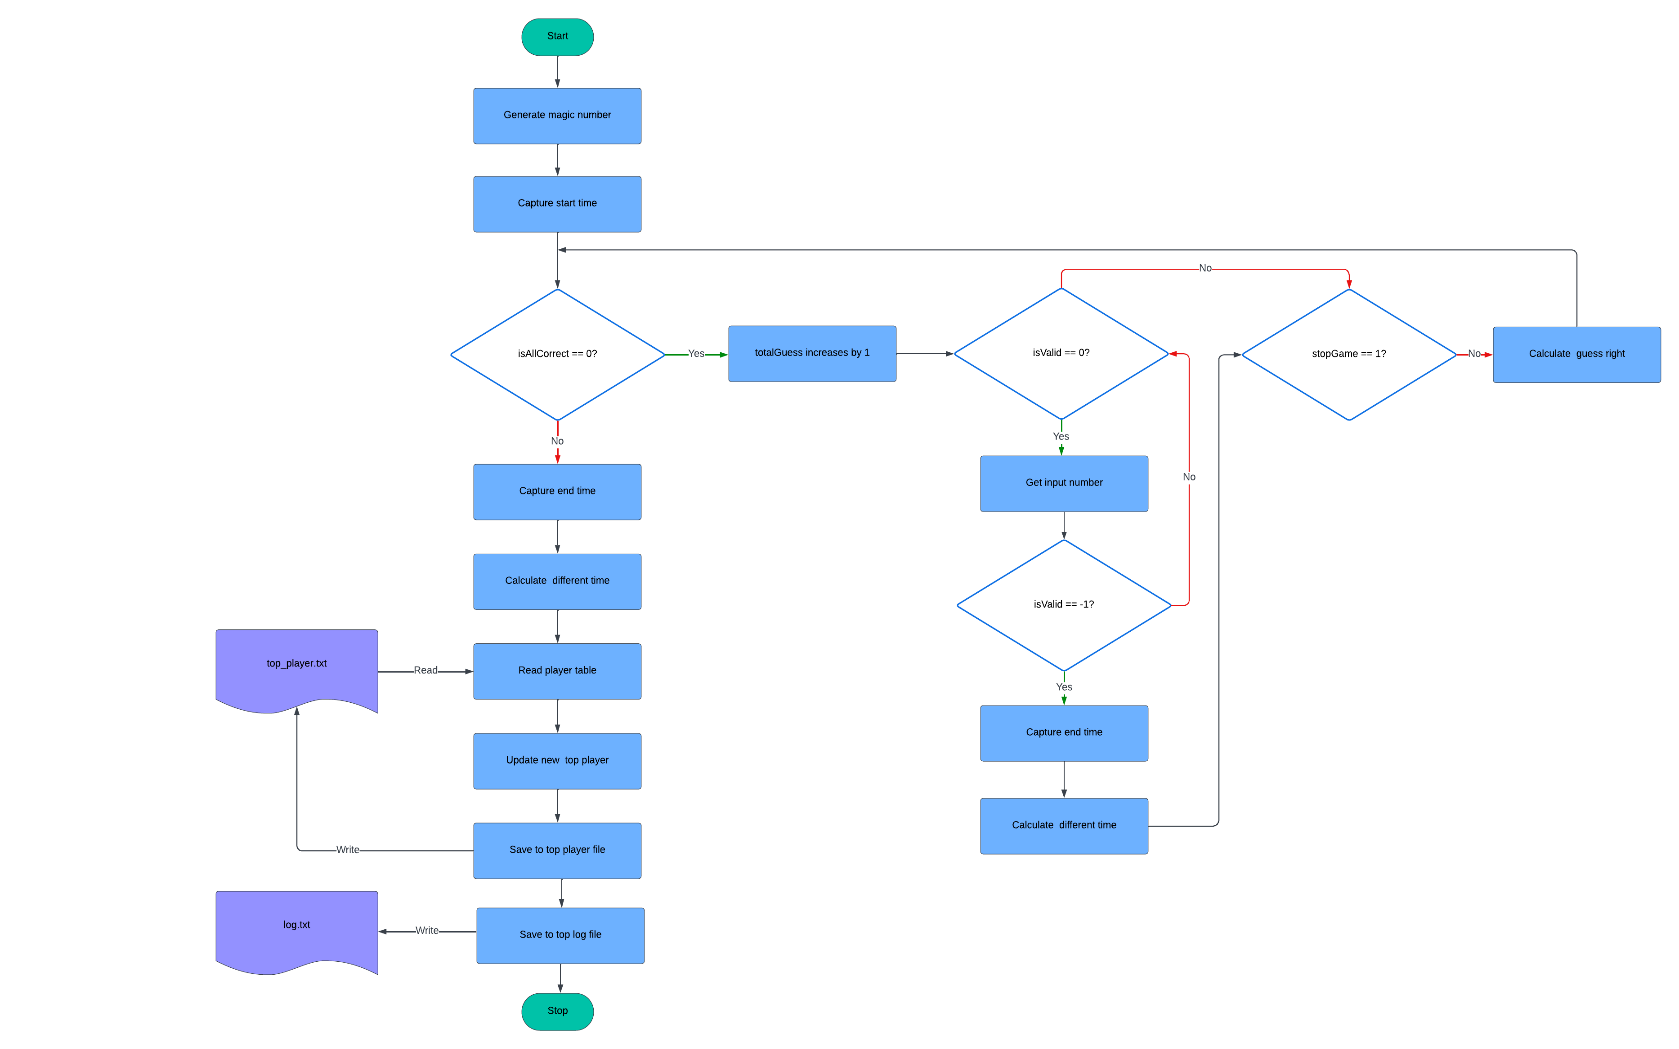 Start
Generate magic number
Capture start time
No
isAllCorrect == 0?
Yes
totalGuess increases by 1
isValid == 0?
stopGame == 1?
No
Calculate  guess right
No
Yes
Capture end time
Get input number
No
Calculate  different time
isValid == -1?
top_player.txt
Read
Read player table
Yes
Capture end time
Update new  top player
Calculate  different time
Write
Save to top player file
log.txt
Write
Save to top log file
Stop